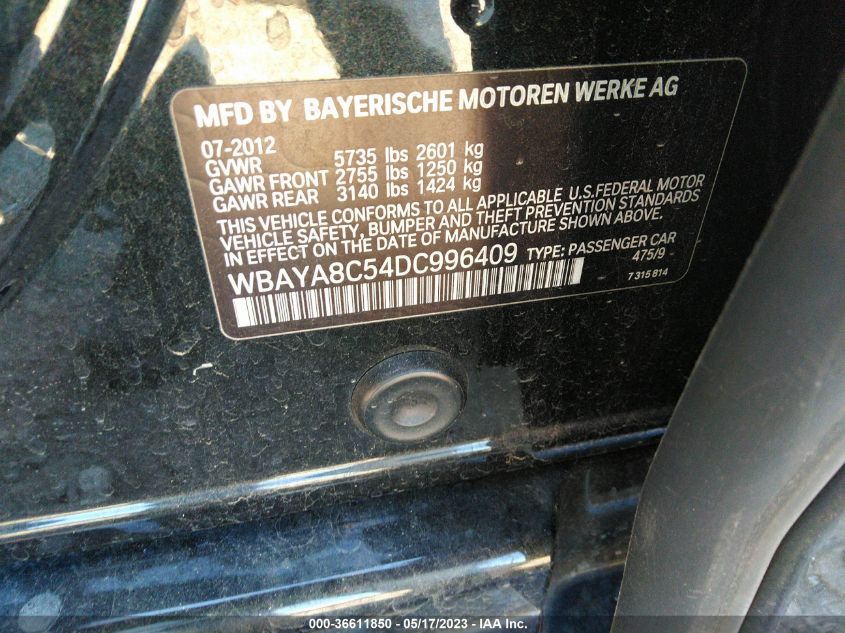 MFD BY BAYERISCHE MOTOREN WERKE AG
07-2012
GVWR 5735 lbs 2601 kg
GAWR FRONT 2755 lbs 1250 kg
GAWR REAR 3140 lbs 1424 kg
THIS VEHICLE CONFORMS TO ALL APPLICABLE U.S.FEDERAL MOTOR
VEHICLE SAFETY, BUMPER AND THEFT PREVENTION STANDARDS
IN EFFECT ON THE DATE OF MANUFACTURE SHOWN ABOVE.
WBAYA8C54DC996409 TYPE: PASSENGER CAR
475/9
7 315 814
000-36611850 - 05/17/2023 - IAA Inc.